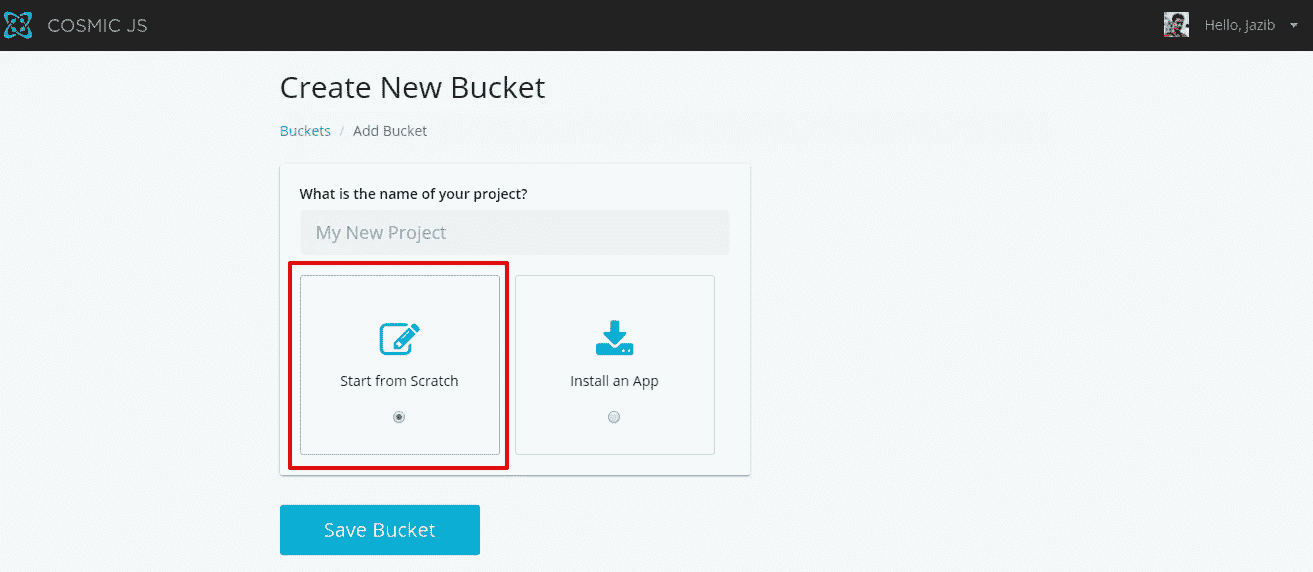 COSMIC JS
Hello, Jazib
Create New Bucket
Buckets / Add Bucket
What is the name of your project?
My New Project
Start from Scratch
Install an App
Save Bucket